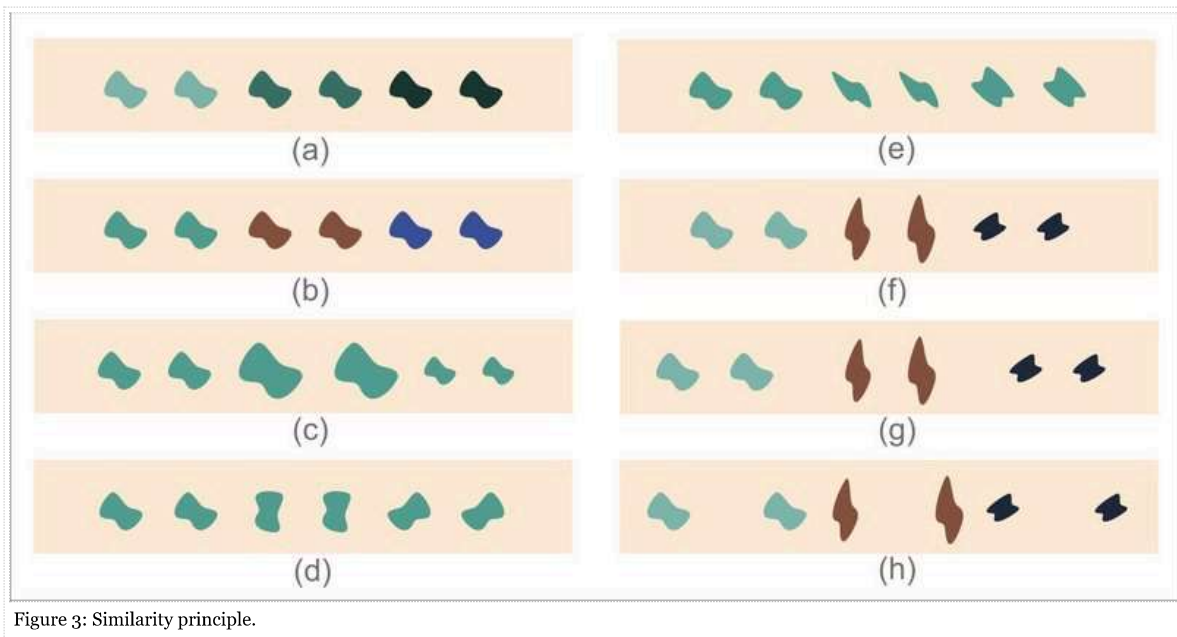 (a)
(e)
(b)
(f)
(c)
(g)
(d)
(h)
Figure 3: Similarity principle.